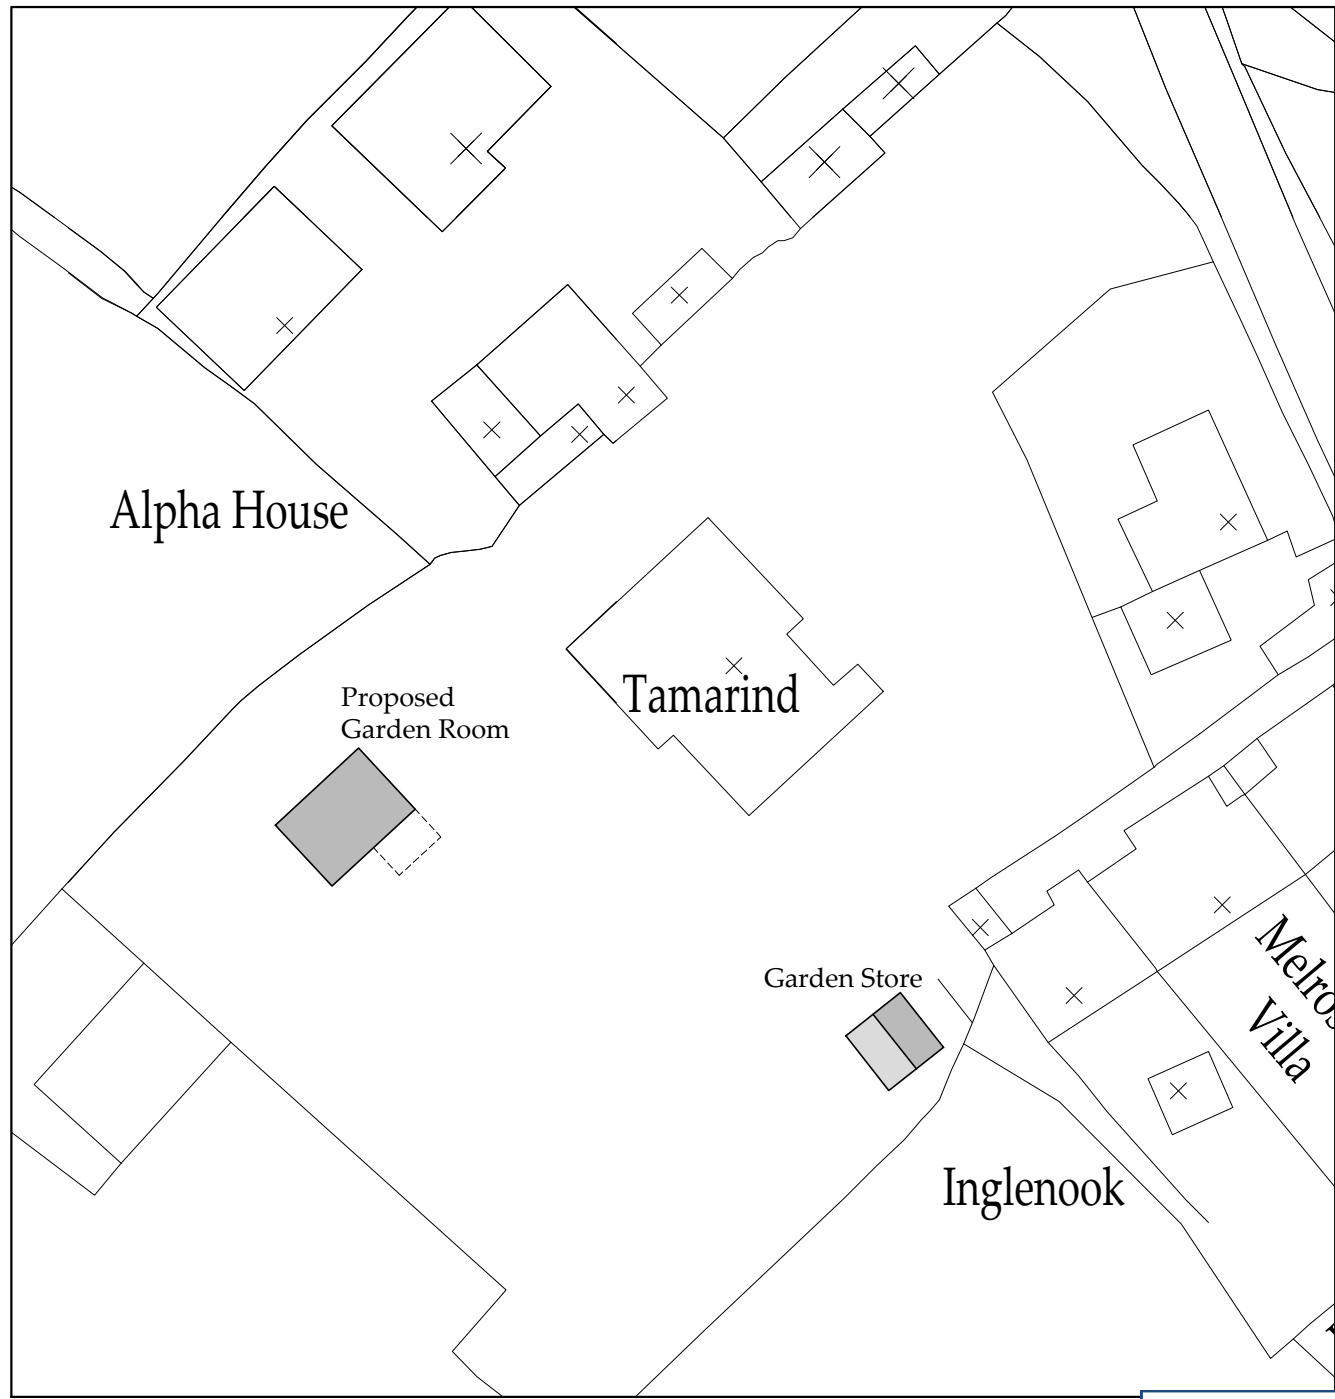 Alpha House
Proposed
Garden Room
Tamarind
Garden Store
Villa
Inglenook